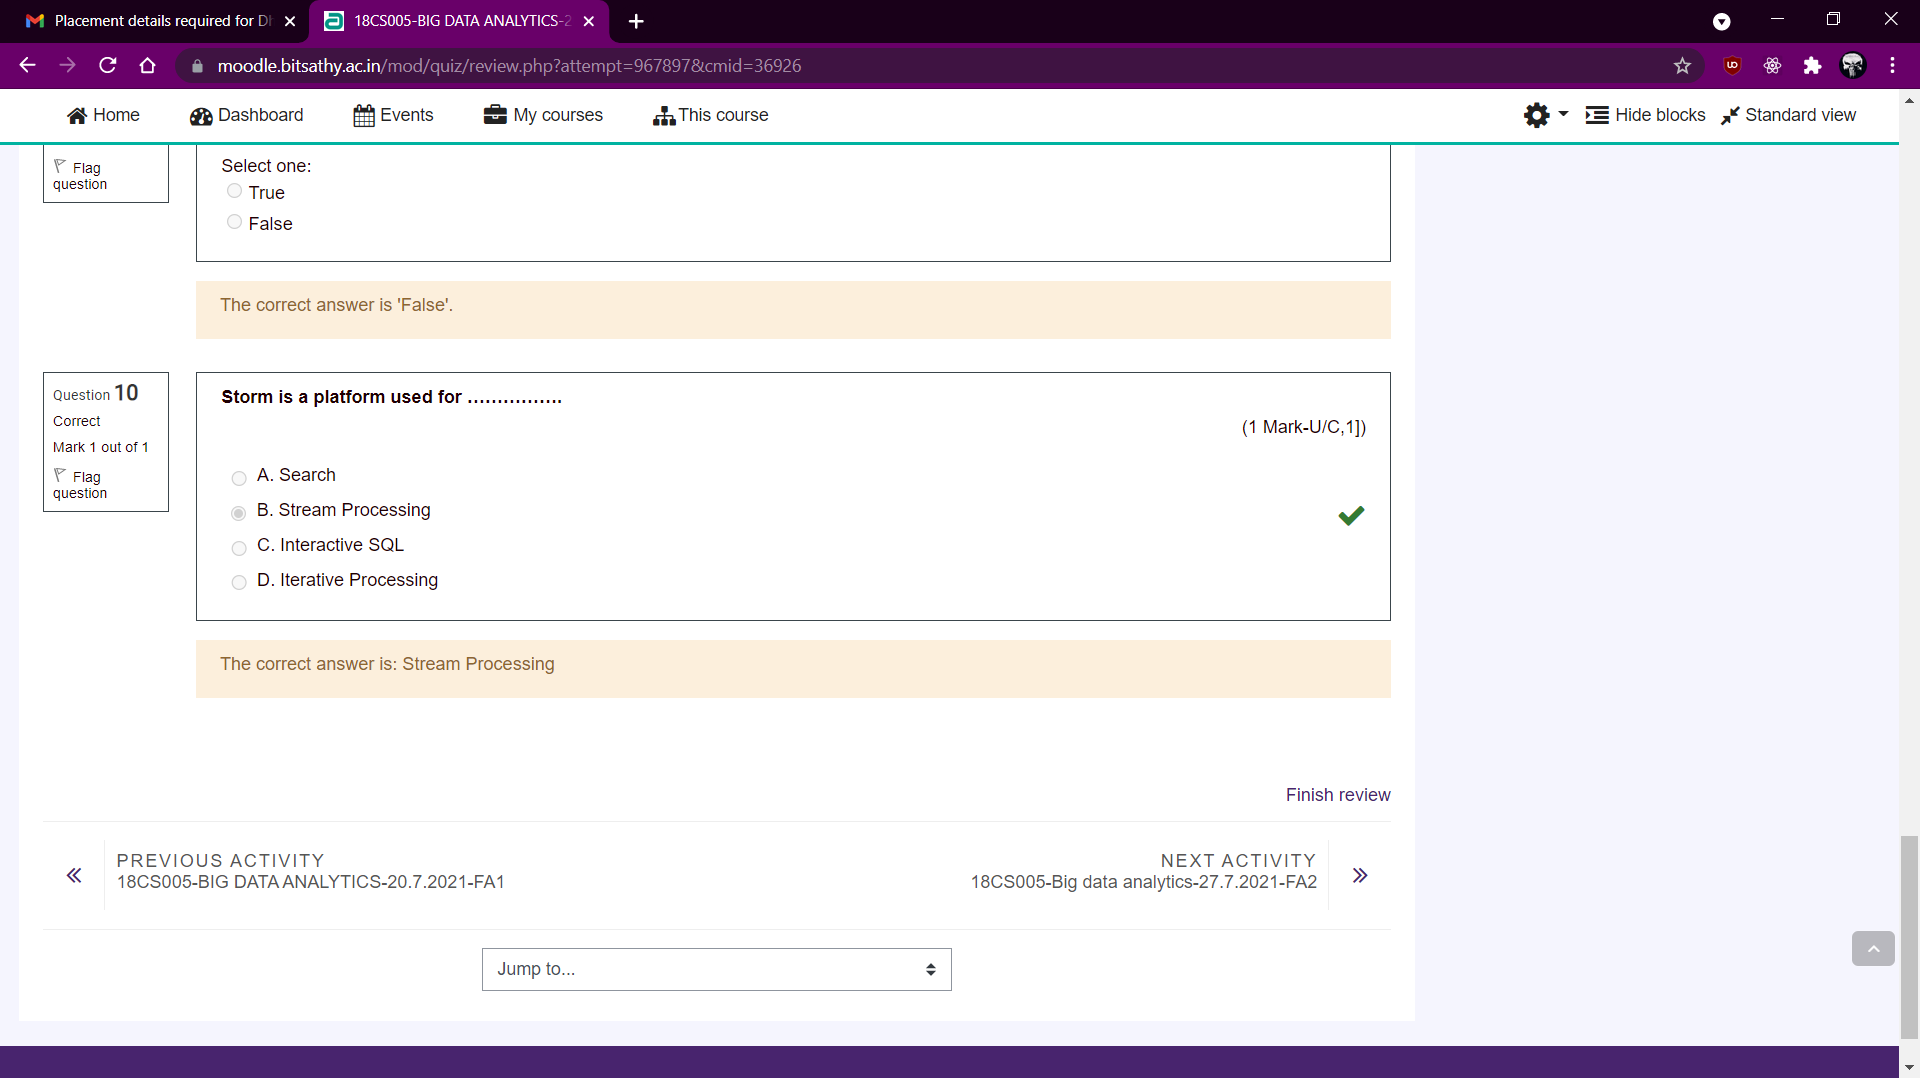 Placement details required for Dh
18CS005-BIG DATA ANALYTICS-2
moodle.bitsathy.ac.in/mod/quiz/review.php?attempt=967897&cmid=36926
Home
Dashboard
Events
My courses
This course
Hide blocks
Standard view
Flag
question
Select one:
True
False
The correct answer is 'False'.
Question 10
Correct
Mark 1 out of 1
Flag
question
Storm is a platform used for ................
(1 Mark-U/C,1])
A. Search
B. Stream Processing
C. Interactive SQL
D. Iterative Processing
The correct answer is: Stream Processing
Finish review
PREVIOUS ACTIVITY
18CS005-BIG DATA ANALYTICS-20.7.2021-FA1
NEXT ACTIVITY
18CS005-Big data analytics-27.7.2021-FA2
Jump to...